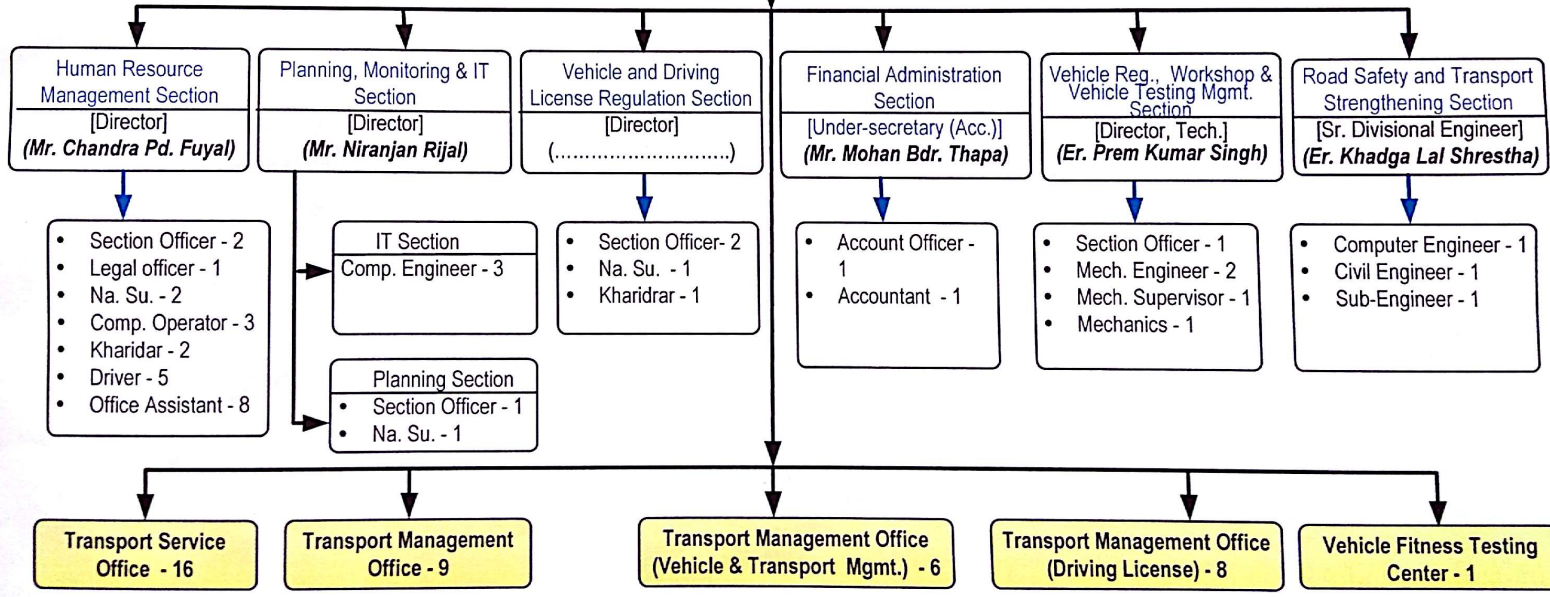 Human Resource
Management Section
[Director]
(Mr. Chandra Pd. Fuyal)
Planning, Monitoring & IT
Section
[Director]
(Mr. Niranjan Rijal)
Vehicle and Driving
License Regulation Section
[Director]
(............................)
Financial Administration
Section
[Under-secretary (Acc.)]
(Mr. Mohan Bdr. Thapa)
Vehicle Reg., Workshop &
Vehicle Testing Mgmt.
Section
[Director, Tech.]
(Er. Prem Kumar Singh)
Road Safety and Transport
Strengthening Section
[Sr. Divisional Engineer]
(Er. Khadga Lal Shrestha)
• Section Officer - 2
• Legal officer - 1
• Na. Su. - 2
• Comp. Operator - 3
• Kharidar - 2
• Driver - 5
• Office Assistant - 8
IT Section
Comp. Engineer - 3
Planning Section
• Section Officer - 1
• Na. Su. - 1
• Section Officer- 2
• Na. Su. - 1
• Kharidrar - 1
• Account Officer -
1
• Accountant - 1
• Section Officer - 1
• Mech. Engineer - 2
• Mech. Supervisor - 1
• Mechanics - 1
• Computer Engineer - 1
• Civil Engineer - 1
• Sub-Engineer - 1
Transport Service
Office - 16
Transport Management
Office - 9
Transport Management Office
(Vehicle & Transport Mgmt.) - 6
Transport Management Office
(Driving License) - 8
Vehicle Fitness Testing
Center - 1